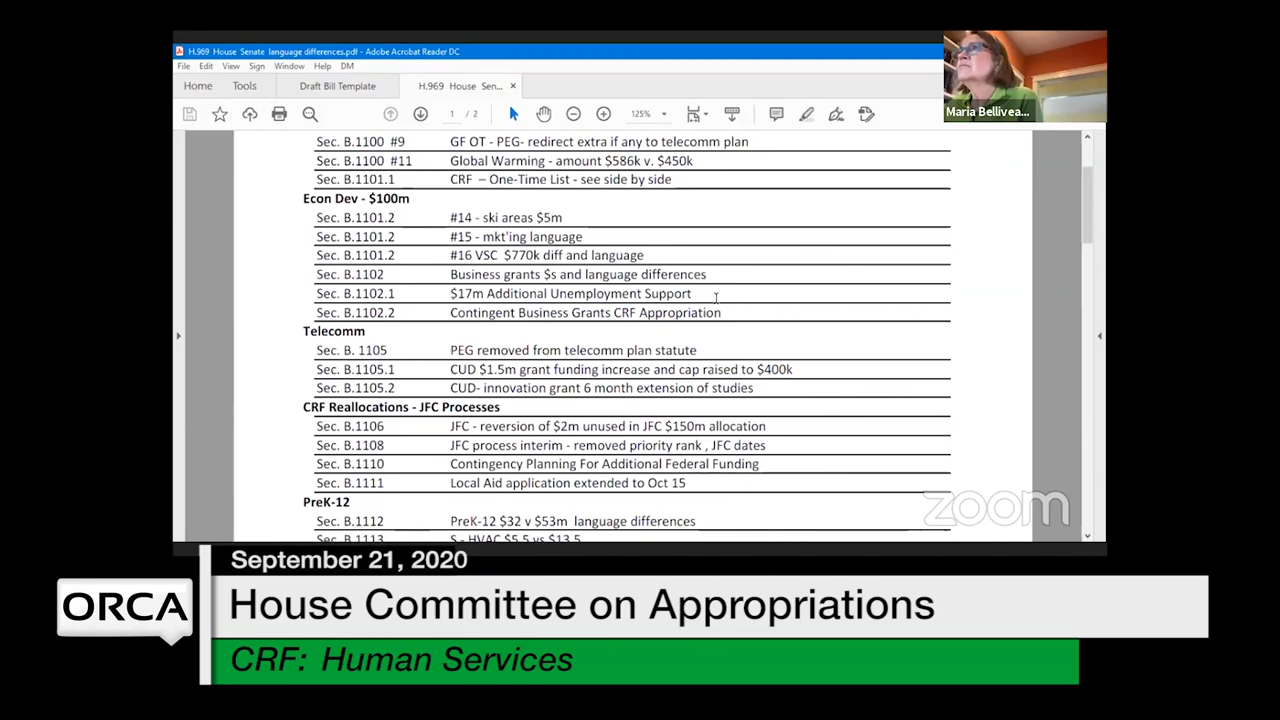 H.969 House Senate language differences.pdf - Adobe Acrobat Reader DC
File Edit View Sign Window Help DM
Home Tools Draft Bill Template H.969 House Sen... ×
1 / 2 125%
Maria Bellivea...
Sec. B.1100 #9 GF OT - PEG- redirect extra if any to telecomm plan
Sec. B.1100 #11 Global Warming - amount $586k v. $450k
Sec. B.1101.1 CRF – One-Time List - see side by side
Econ Dev - $100m
Sec. B.1101.2 #14 - ski areas $5m
Sec. B.1101.2 #15 - mkt'ing language
Sec. B.1101.2 #16 VSC $770k diff and language
Sec. B.1102 Business grants $s and language differences
Sec. B.1102.1 $17m Additional Unemployment Support
Sec. B.1102.2 Contingent Business Grants CRF Appropriation
Telecomm
Sec. B. 1105 PEG removed from telecomm plan statute
Sec. B.1105.1 CUD $1.5m grant funding increase and cap raised to $400k
Sec. B.1105.2 CUD- innovation grant 6 month extension of studies
CRF Reallocations - JFC Processes
Sec. B.1106 JFC - reversion of $2m unused in JFC $150m allocation
Sec. B.1108 JFC process interim - removed priority rank , JFC dates
Sec. B.1110 Contingency Planning For Additional Federal Funding
Sec. B.1111 Local Aid application extended to Oct 15
PreK-12
Sec. B.1112 PreK-12 $32 v $53m language differences
Sec. B.1113 S - HVAC $5.5 vs $13.5
zoom
September 21, 2020
ORCA
House Committee on Appropriations
CRF: Human Services